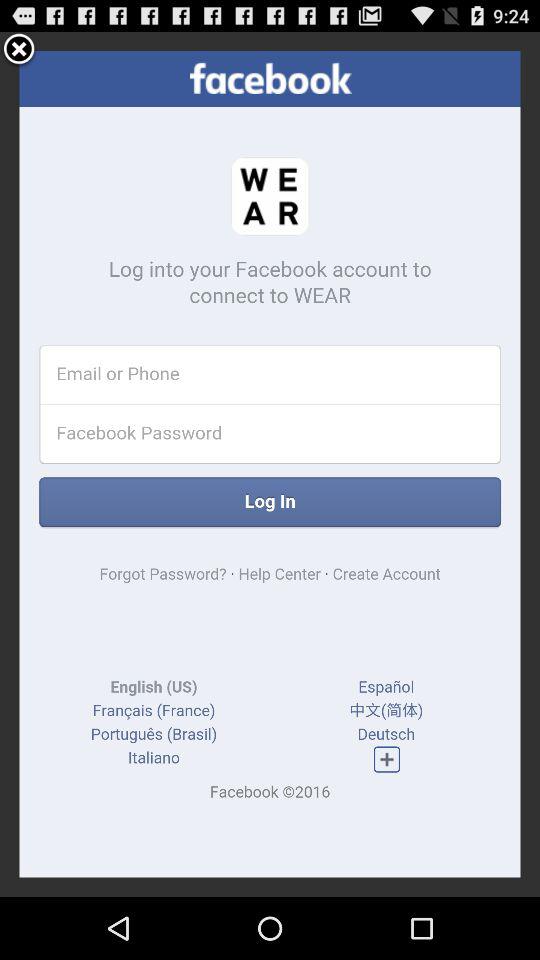 9:24
facebook
W E
A R
Log into your Facebook account to
connect to WEAR
Email or Phone
Facebook Password
Log In
Forgot Password? · Help Center · Create Account
English (US)
Español
Français (France)
中文(简体)
Português (Brasil)
Deutsch
Italiano
Facebook ©2016